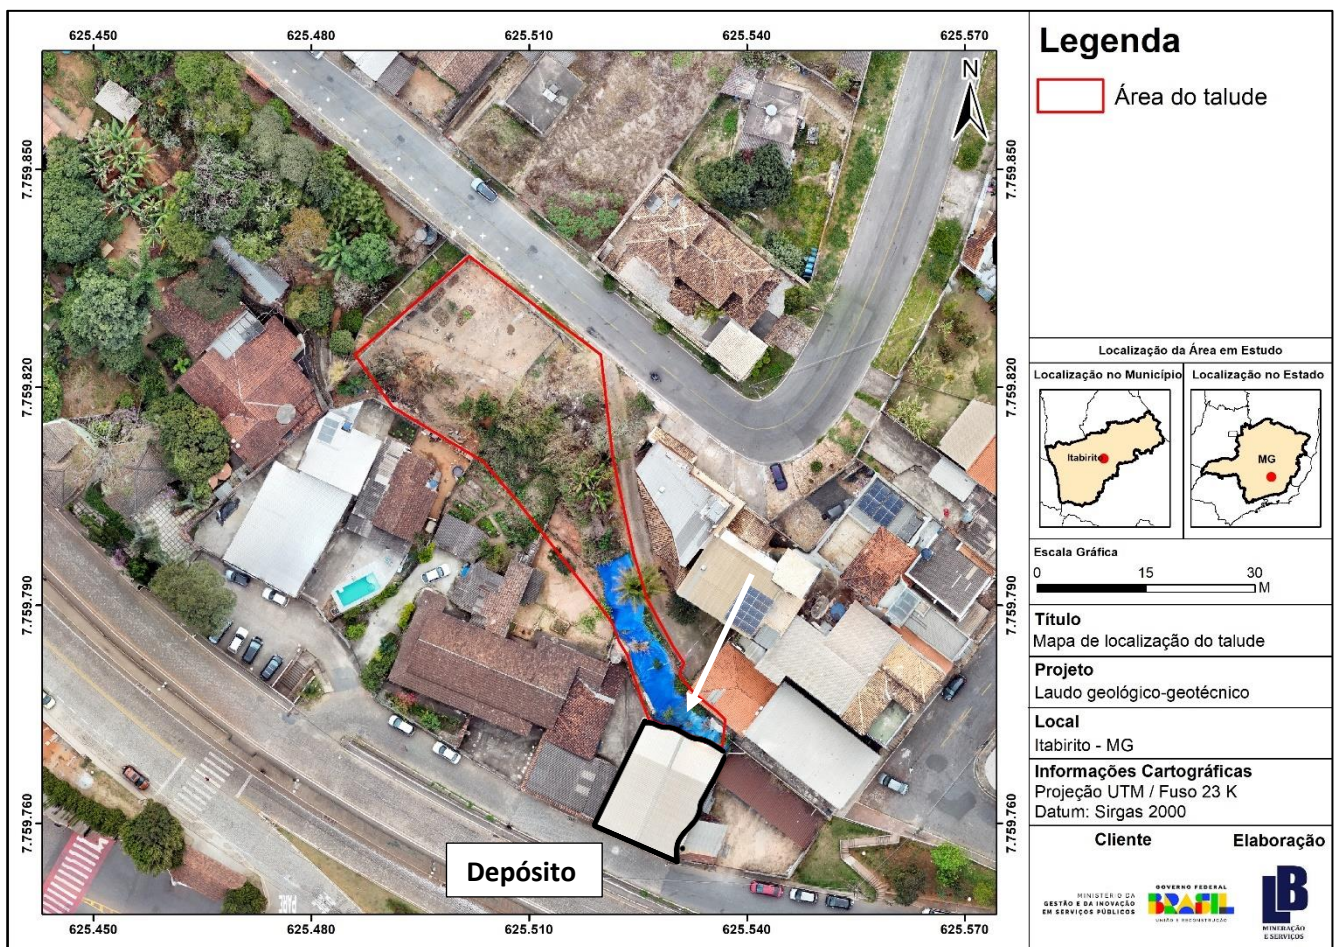 625.450
625.480
625.510
625.540
625.570
N
7.759.850
7.759.820
7.759.790
7.759.760
7.759.850
7.759.820
7.759.790
7.759.760
Depósito
PARE
625.450
625.480
625.510
625.540
625.570
Legenda
Área do talude
Localização da Área em Estudo
Localização no Município
Localização no Estado
Itabirito
MG
Escala Gráfica
0 15 30
M
Título
Mapa de localização do talude
Projeto
Laudo geológico-geotécnico
Local
Itabirito - MG
Informações Cartográficas
Projeção UTM / Fuso 23 K
Datum: Sirgas 2000
Cliente
Elaboração
MINISTÉRIO DA
GESTÃO E DA INOVAÇÃO
EM SERVIÇOS PÚBLICOS
GOVERNO FEDERAL
BRASIL
UNIÃO E RECONSTRUÇÃO
LB
MINERAÇÃO
E SERVIÇOS